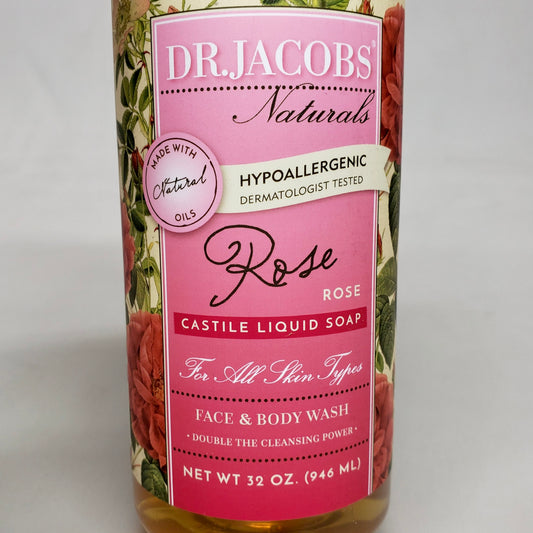 DR.JACOBS®
Naturals
MADE WITH
Natural
OILS
HYPOALLERGENIC
DERMATOLOGIST TESTED
Rose
ROSE
CASTILE LIQUID SOAP
For All Skin Types
FACE & BODY WASH
• DOUBLE THE CLEANSING POWER •
NET WT 32 OZ. (946 ML)